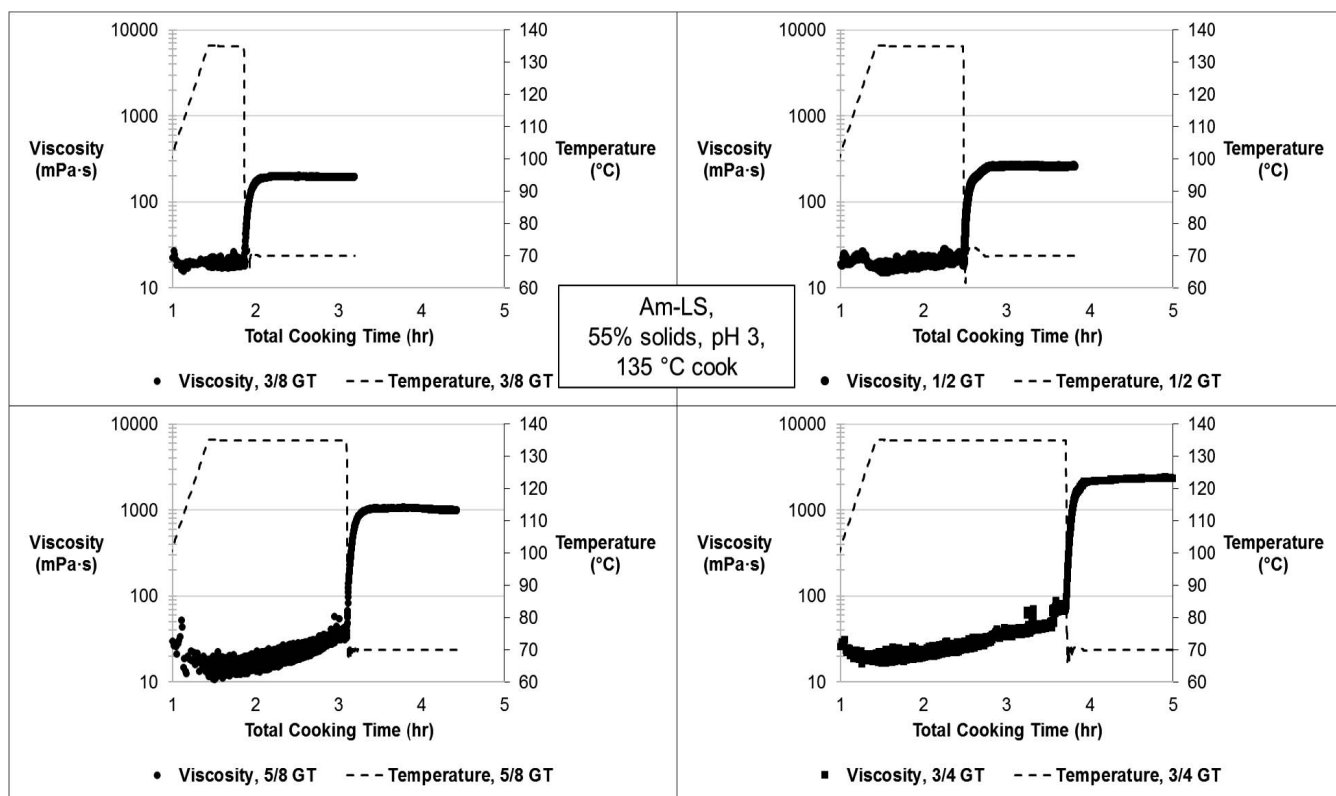 10000
1000
100
10
140
130
120
110
100
90
80
70
60
Viscosity
(mPa·s)
Temperature
(°C)
1 2 3 4 5
Total Cooking Time (hr)
Viscosity, 3/8 GT Temperature, 3/8 GT
10000
1000
100
10
140
130
120
110
100
90
80
70
60
Viscosity
(mPa·s)
Temperature
(°C)
1 2 3 4 5
Total Cooking Time (hr)
Viscosity, 1/2 GT Temperature, 1/2 GT
Am-LS,
55% solids, pH 3,
135 °C cook
10000
1000
100
10
140
130
120
110
100
90
80
70
60
Viscosity
(mPa·s)
Temperature
(°C)
1 2 3 4 5
Total Cooking Time (hr)
Viscosity, 5/8 GT Temperature, 5/8 GT
10000
1000
100
10
140
130
120
110
100
90
80
70
60
Viscosity
(mPa·s)
Temperature
(°C)
1 2 3 4 5
Total Cooking Time (hr)
Viscosity, 3/4 GT Temperature, 3/4 GT